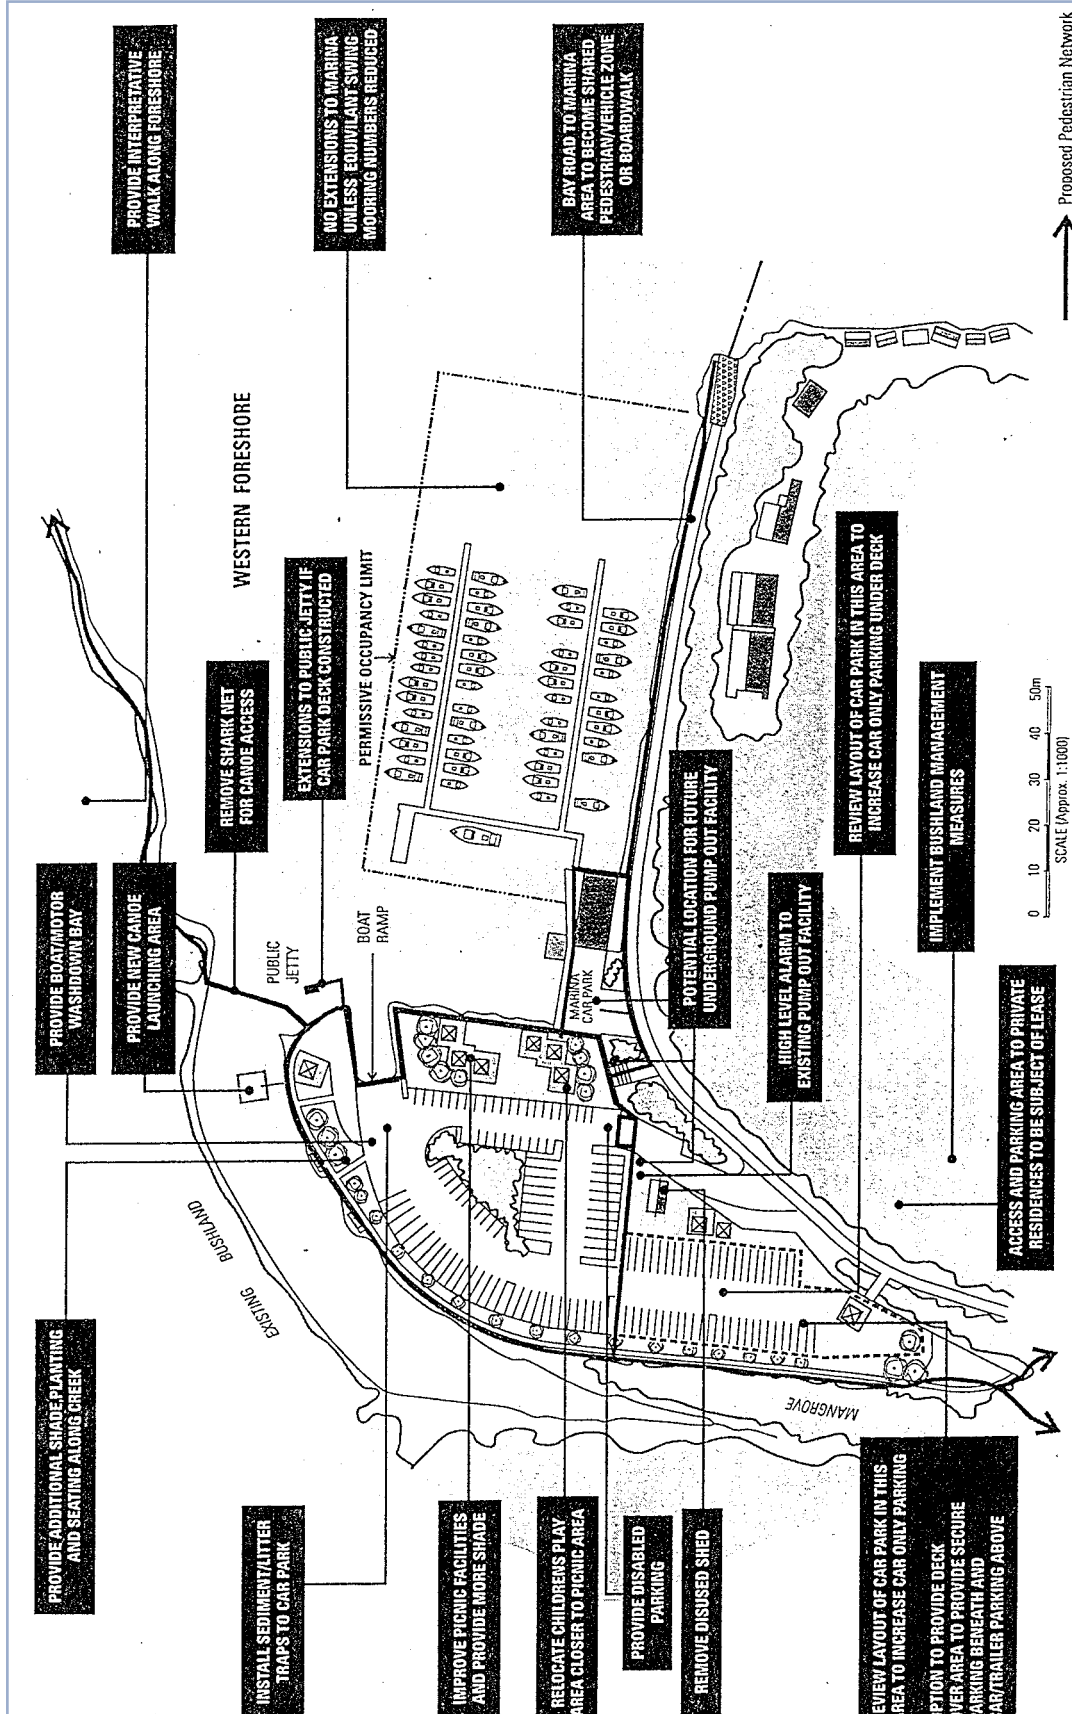 PROVIDE INTERPRETATIVE
WALK ALONG FORESHORE
NO EXTENSIONS TO MARINA
UNLESS EQUIVILANT SWING
MOORING NUMBERS REDUCED
BAY ROAD TO MARINA
AREA TO BECOME SHARED
PEDESTRIAN/VEHICLE ZONE
OR BOARDWALK
Proposed Pedestrian Network
WESTERN FORESHORE
REMOVE SHARK NET
FOR CANOE ACCESS
EXTENSIONS TO PUBLIC JETTY IF
CAR PARK DECK CONSTRUCTED
PERMISSIVE OCCUPANCY LIMIT
REVIEW LAYOUT OF CAR PARK IN THIS AREA TO
INCREASE CAR ONLY PARKING UNDER DECK
PROVIDE BOAT/MOTOR
WASHDOWN BAY
PROVIDE NEW CANOE
LAUNCHING AREA
PUBLIC
JETTY
BOAT
RAMP
MARINA
CAR PARK
POTENTIAL LOCATION FOR FUTURE
UNDERGROUND PUMP OUT FACILITY
HIGH LEVEL ALARM TO
EXISTING PUMP OUT FACILITY
IMPLEMENT BUSHLAND MANAGEMENT
MEASURES
0 10 20 30 40 50m
SCALE (Approx. 1:1000)
ACCESS AND PARKING AREA TO PRIVATE
RESIDENCES TO BE SUBJECT OF LEASE
EXISTING BUSHLAND
MANGROVE
PROVIDE ADDITIONAL SHADE PLANTING
AND SEATING ALONG CREEK
INSTALL SEDIMENT/LITTER
TRAPS TO CAR PARK
IMPROVE PICNIC FACILITIES
AND PROVIDE MORE SHADE
RELOCATE CHILDRENS PLAY
AREA CLOSER TO PICNIC AREA
PROVIDE DISABLED
PARKING
REMOVE DISUSED SHED
EVIEW LAYOUT OF CAR PARK IN THIS
REA TO INCREASE CAR ONLY PARKING
PTION TO PROVIDE DECK
VER AREA TO PROVIDE SECURE
ARKING BENEATH AND
AR/TRAILER PARKING ABOVE